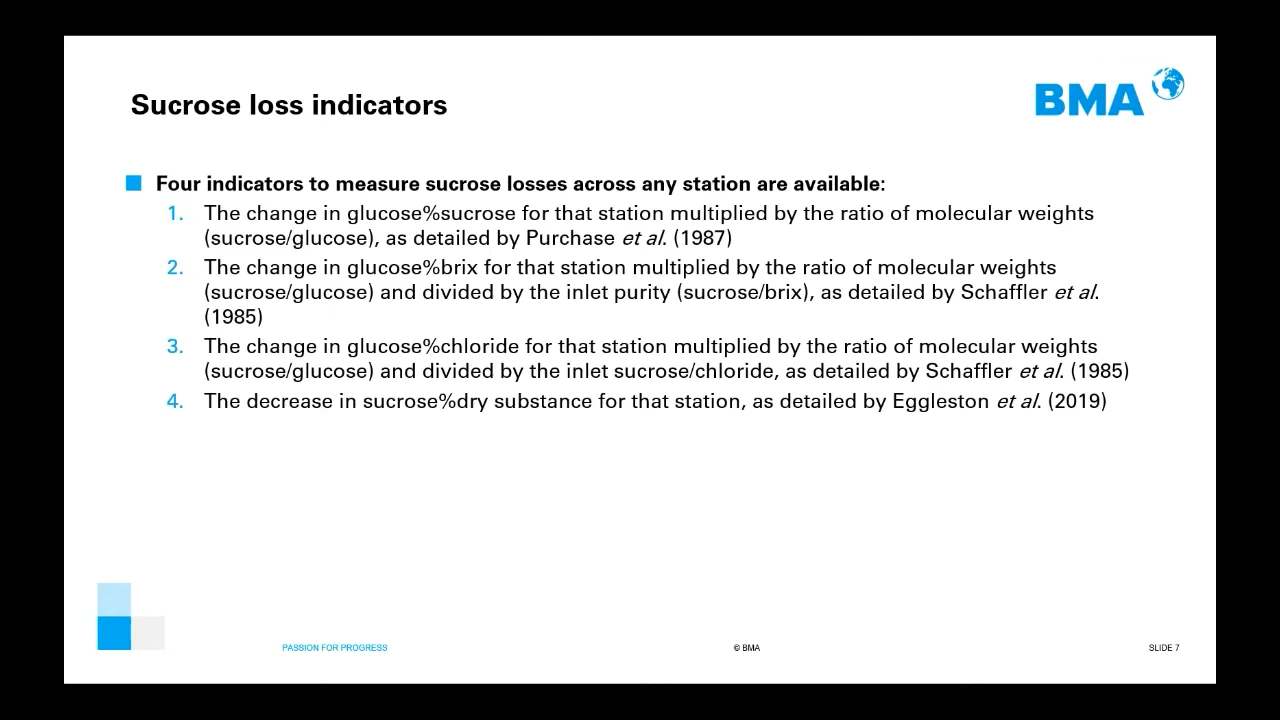 Sucrose loss indicators
BMA
Four indicators to measure sucrose losses across any station are available:
1. The change in glucose%sucrose for that station multiplied by the ratio of molecular weights
(sucrose/glucose), as detailed by Purchase et al. (1987)
2. The change in glucose%brix for that station multiplied by the ratio of molecular weights
(sucrose/glucose) and divided by the inlet purity (sucrose/brix), as detailed by Schaffler et al.
(1985)
3. The change in glucose%chloride for that station multiplied by the ratio of molecular weights
(sucrose/glucose) and divided by the inlet sucrose/chloride, as detailed by Schaffler et al. (1985)
4. The decrease in sucrose%dry substance for that station, as detailed by Eggleston et al. (2019)
PASSION FOR PROGRESS
© BMA
SLIDE 7